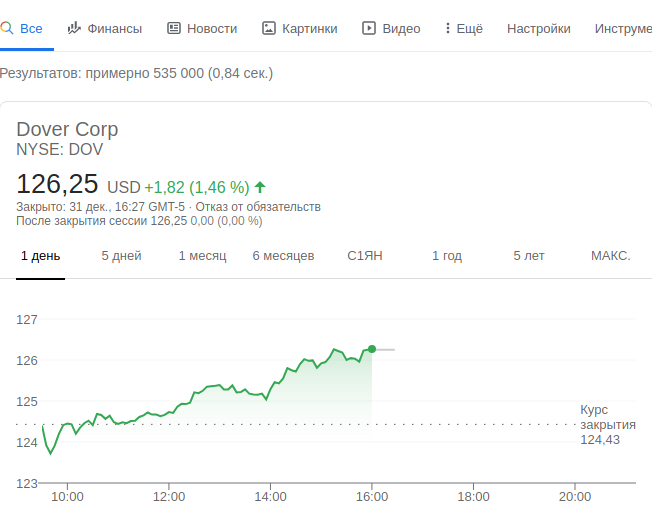 Все Финансы Новости Картинки Видео Ещё Настройки Инструме
Результатов: примерно 535 000 (0,84 сек.)
Dover Corp
NYSE: DOV
126,25 USD +1,82 (1,46 %)
Закрыто: 31 дек., 16:27 GMT-5 · Отказ от обязательств
После закрытия сессии 126,25 0,00 (0,00 %)
1 день 5 дней 1 месяц 6 месяцев С1ЯН 1 год 5 лет МАКС.
127
126
125
Курс
закрытия
124,43
124
123
10:00 12:00 14:00 16:00 18:00 20:00